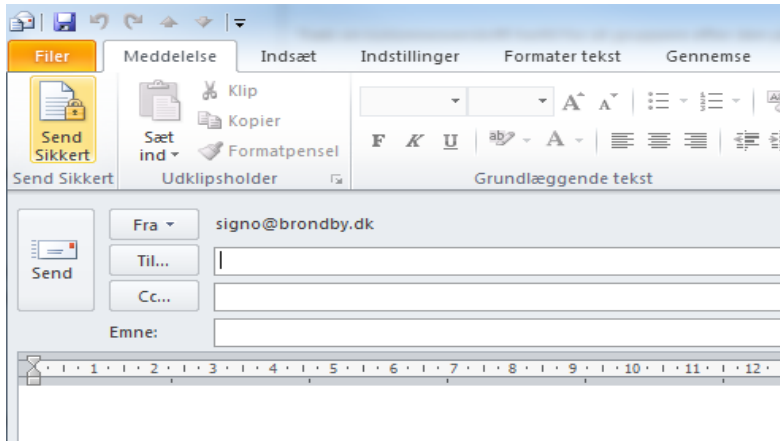 Filer Meddelelse Indsæt Indstillinger Formater tekst Gennemse
Send Sikkert
Sæt ind
Klip
Kopier
Formatpensel
F K U
Send Sikkert Udklipsholder Grundlæggende tekst
Fra signo@brondby.dk
Send
Til...
Cc...
Emne:
1 2 3 4 5 6 7 8 9 10 11 12